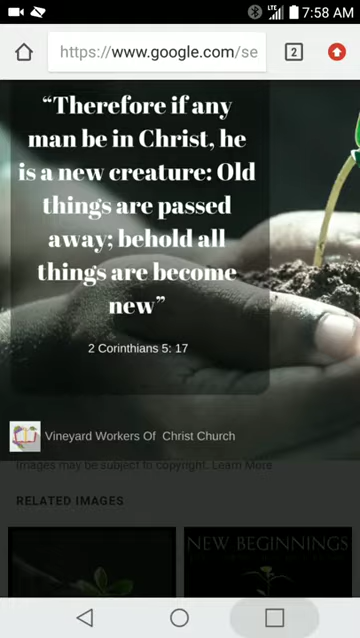 LTE 7:58 AM
https://www.google.com/se
2
“Therefore if any
man be in Christ, he
is a new creature: Old
things are passed
away; behold all
things are become
new”
2 Corinthians 5: 17
Vineyard Workers Of Christ Church
Images may be subject to copyright. Learn More
RELATED IMAGES
NEW BEGINNINGS